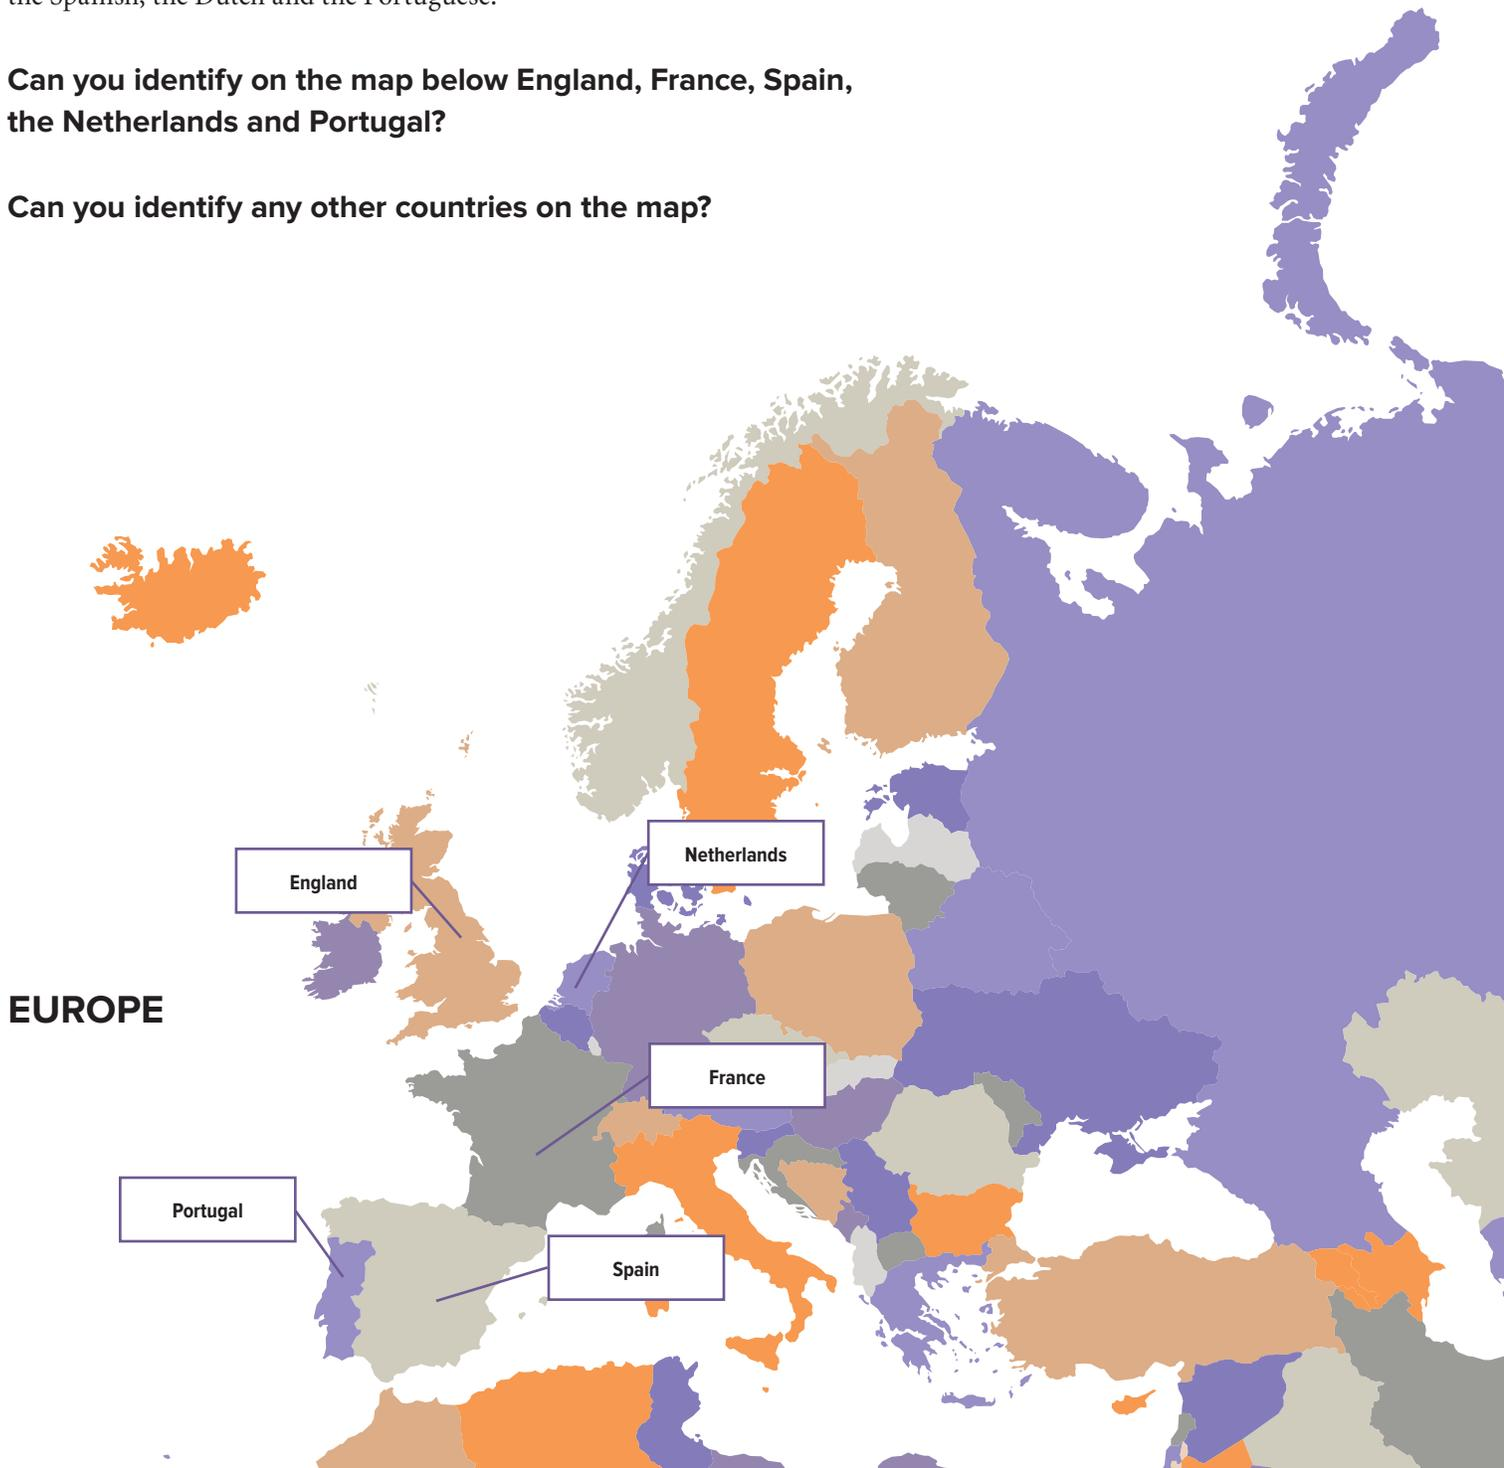 the Spanish, the Dutch and the Portuguese.
Can you identify on the map below England, France, Spain,
the Netherlands and Portugal?
Can you identify any other countries on the map?
Netherlands
England
EUROPE
France
Portugal
Spain